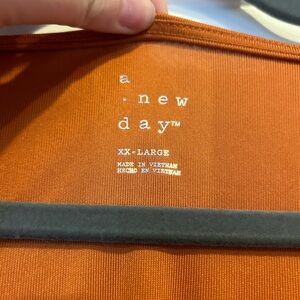 a
· new
day™
XX-LARGE
MADE IN VIETNAM
HECHO EN VIETNAM